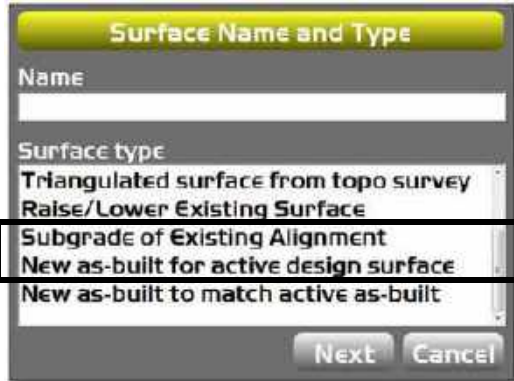 Surface Name and Type
Name
Surface type
Triangulated surface from topo survey
Raise/Lower Existing Surface
Subgrade of Existing Alignment
New as-built for active design surface
New as-built to match active as-built
Next Cancel